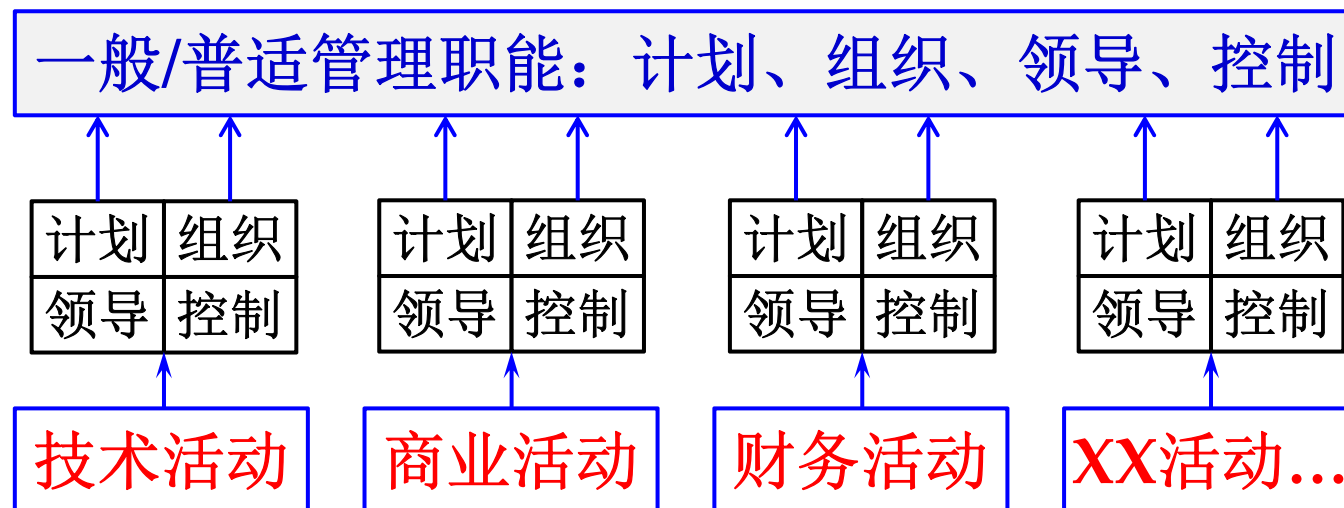 一般/普适管理职能：计划、组织、领导、控制
计划 组织 计划 组织 计划 组织 计划 组织
领导 控制 领导 控制 领导 控制 领导 控制
技术活动 商业活动 财务活动 XX活动...